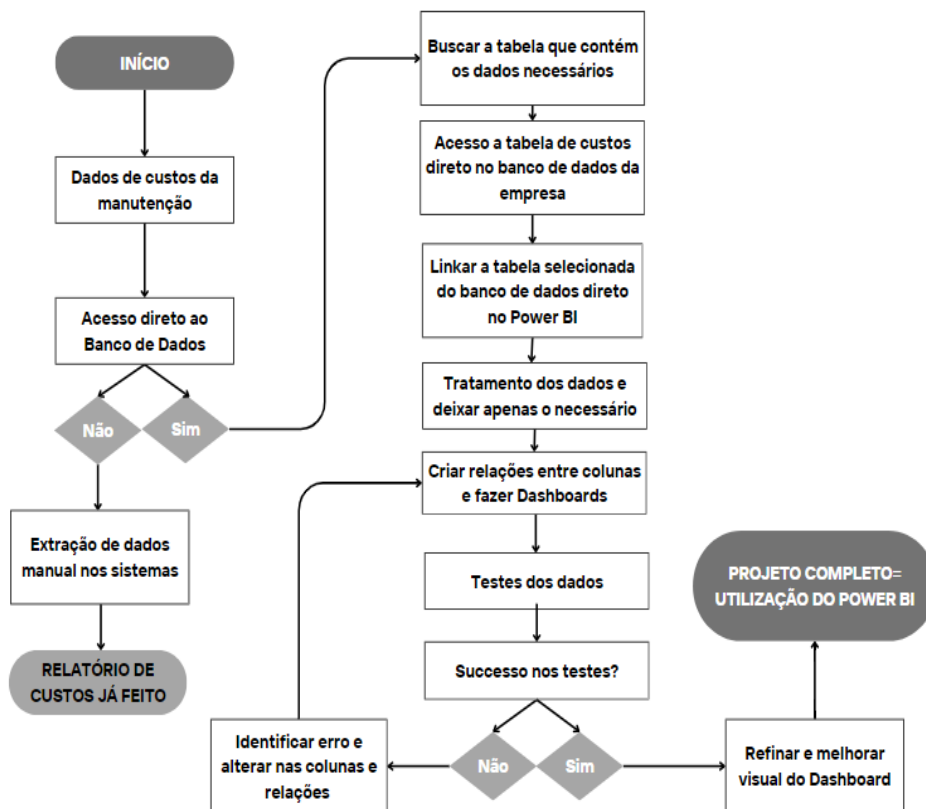 INÍCIO
Dados de custos da
manutenção
Acesso direto ao
Banco de Dados
Não
Sim
Extração de dados
manual nos sistemas
RELATÓRIO DE
CUSTOS JÁ FEITO
Buscar a tabela que contém
os dados necessários
Acesso a tabela de custos
direto no banco de dados da
empresa
Linkar a tabela selecionada
do banco de dados direto
no Power BI
Tratamento dos dados e
deixar apenas o necessário
Criar relações entre colunas
e fazer Dashboards
Testes dos dados
Successo nos testes?
Não
Sim
Identificar erro e
alterar nas colunas e
relações
Refinar e melhorar
visual do Dashboard
PROJETO COMPLETO=
UTILIZAÇÃO DO POWER BI